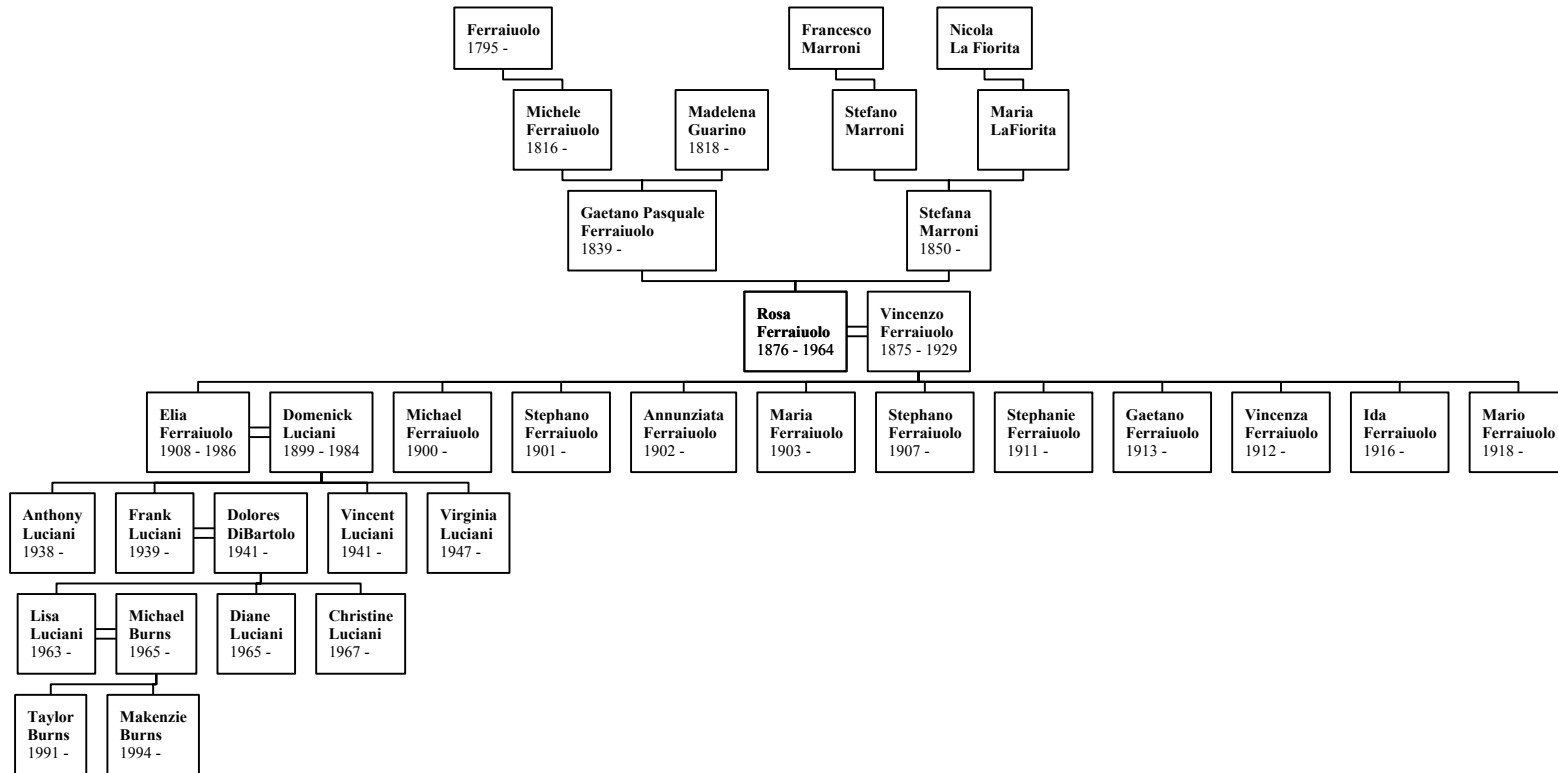 Ferraiuolo
1795 -
Francesco
Marroni
Nicola
La Fiorita
Michele
Ferraiuolo
1816 -
Madelena
Guarino
1818 -
Stefano
Marroni
Maria
LaFiorita
Gaetano Pasquale
Ferraiuolo
1839 -
Stefana
Marroni
1850 -
Rosa
Ferraiuolo
1876 - 1964
Vincenzo
Ferraiuolo
1875 - 1929
Elia
Ferraiuolo
1908 - 1986
Domenick
Luciani
1899 - 1984
Michael
Ferraiuolo
1900 -
Stephano
Ferraiuolo
1901 -
Annunziata
Ferraiuolo
1902 -
Maria
Ferraiuolo
1903 -
Stephano
Ferraiuolo
1907 -
Stephanie
Ferraiuolo
1911 -
Gaetano
Ferraiuolo
1913 -
Vincenza
Ferraiuolo
1912 -
Ida
Ferraiuolo
1916 -
Mario
Ferraiuolo
1918 -
Anthony
Luciani
1938 -
Frank
Luciani
1939 -
Dolores
DiBartolo
1941 -
Vincent
Luciani
1941 -
Virginia
Luciani
1947 -
Lisa
Luciani
1963 -
Michael
Burns
1965 -
Diane
Luciani
1965 -
Christine
Luciani
1967 -
Taylor
Burns
1991 -
Makenzie
Burns
1994 -